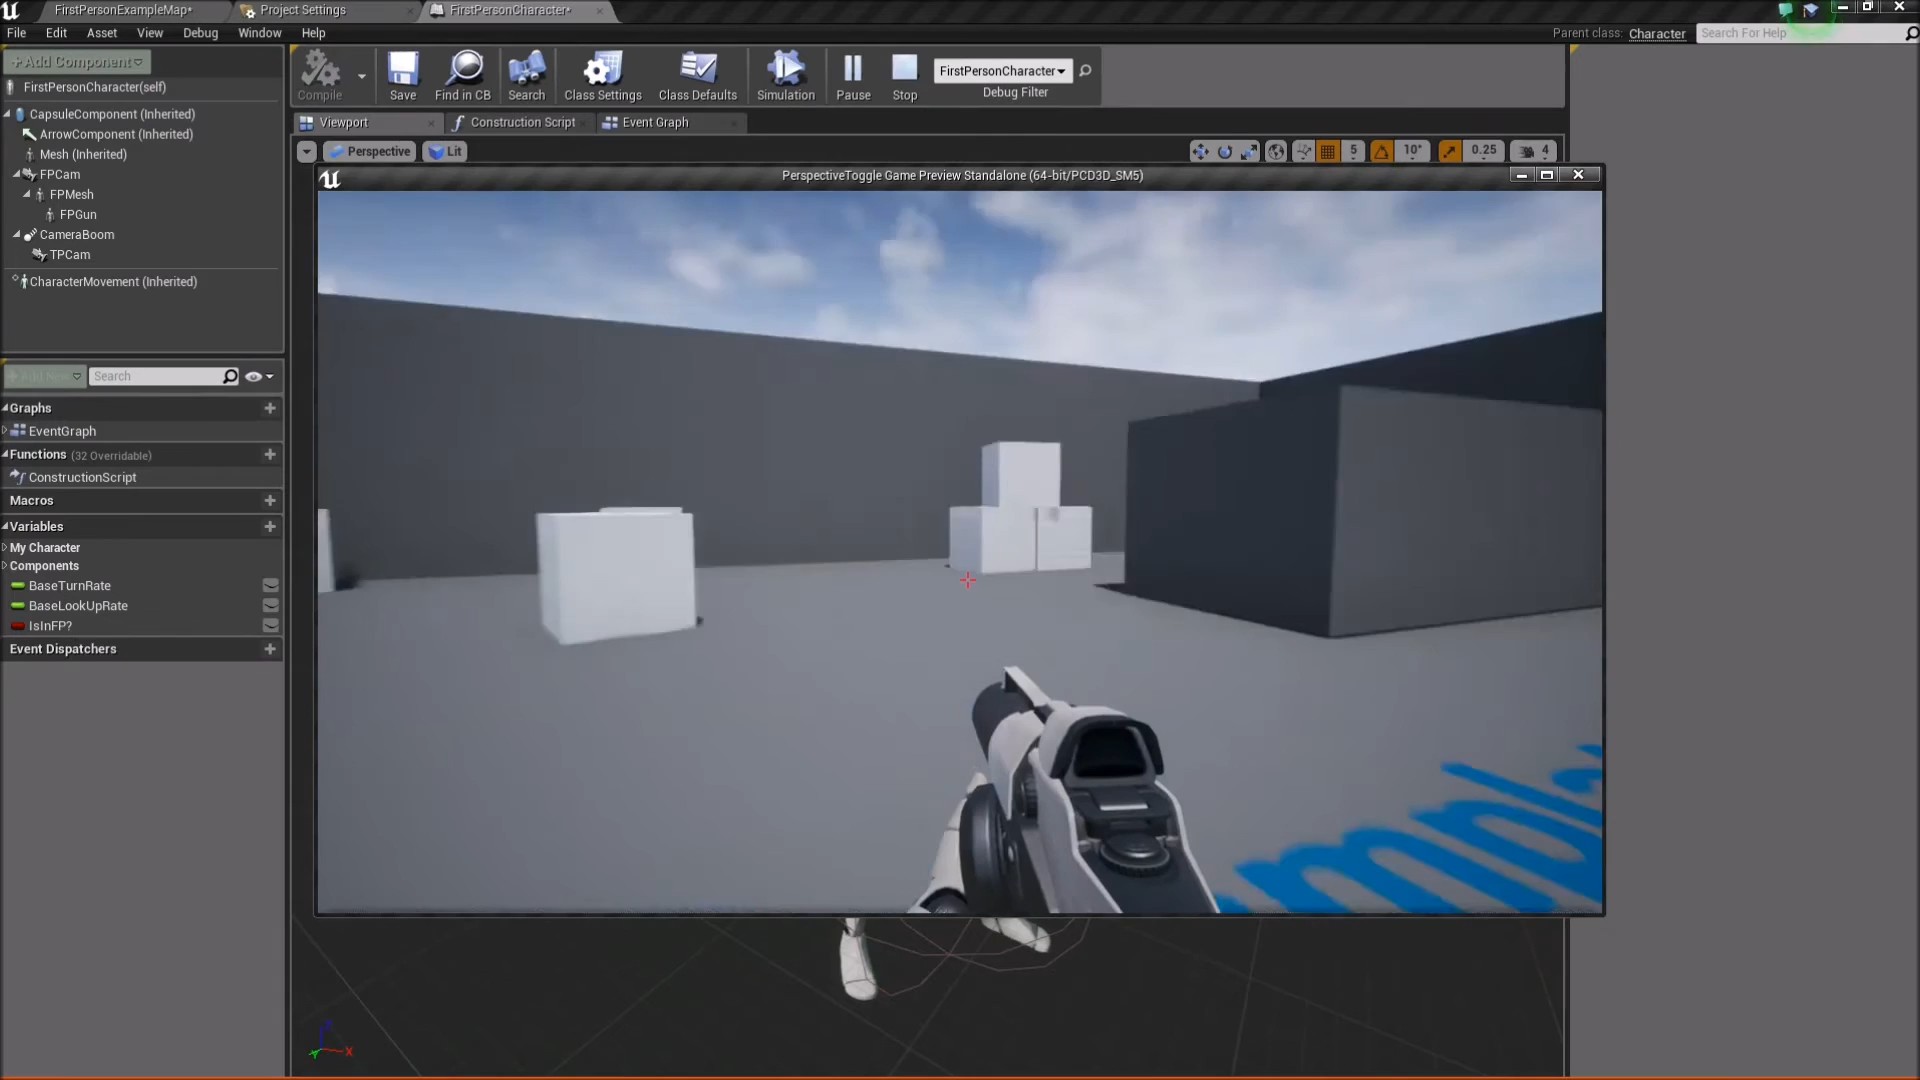 FirstPersonExampleMap*
Project Settings
FirstPersonCharacter*
File Edit Asset View Debug Window Help
Parent class: Character
Search For Help
+Add Component
FirstPersonCharacter(self)
CapsuleComponent (Inherited)
ArrowComponent (Inherited)
Mesh (Inherited)
FPCam
FPMesh
FPGun
CameraBoom
TPCam
CharacterMovement (Inherited)
Compile
Save
Find in CB
Search
Class Settings
Class Defaults
Simulation
Pause
Stop
FirstPersonCharacter
Debug Filter
Viewport
Construction Script
Event Graph
Perspective
Lit
5
10°
0.25
4
PerspectiveToggle Game Preview Standalone (64-bit/PCD3D_SM5)
+Add New
Search
Graphs
EventGraph
Functions (32 Overridable)
ConstructionScript
Macros
Variables
My Character
Components
BaseTurnRate
BaseLookUpRate
IsInFP?
Event Dispatchers
X